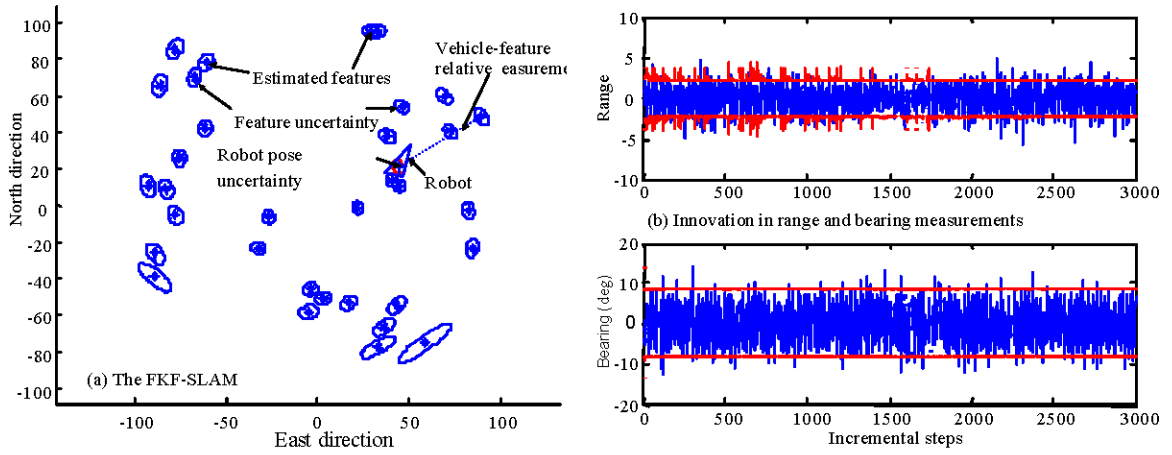 100
80
60
40
20
0
-20
-40
-60
-80
-100
North direction
Estimated features
Vehicle-feature
relative easureme
Feature uncertainty
Robot pose
uncertainty
Robot
(a) The FKF-SLAM
-100
-50
0
50
100
East direction
10
5
0
-5
-10
Range
0
500
1000
1500
2000
2500
3000
(b) Innovation in range and bearing measurements
20
10
0
-10
-20
Bearing (deg)
0
500
1000
1500
2000
2500
3000
Incremental steps